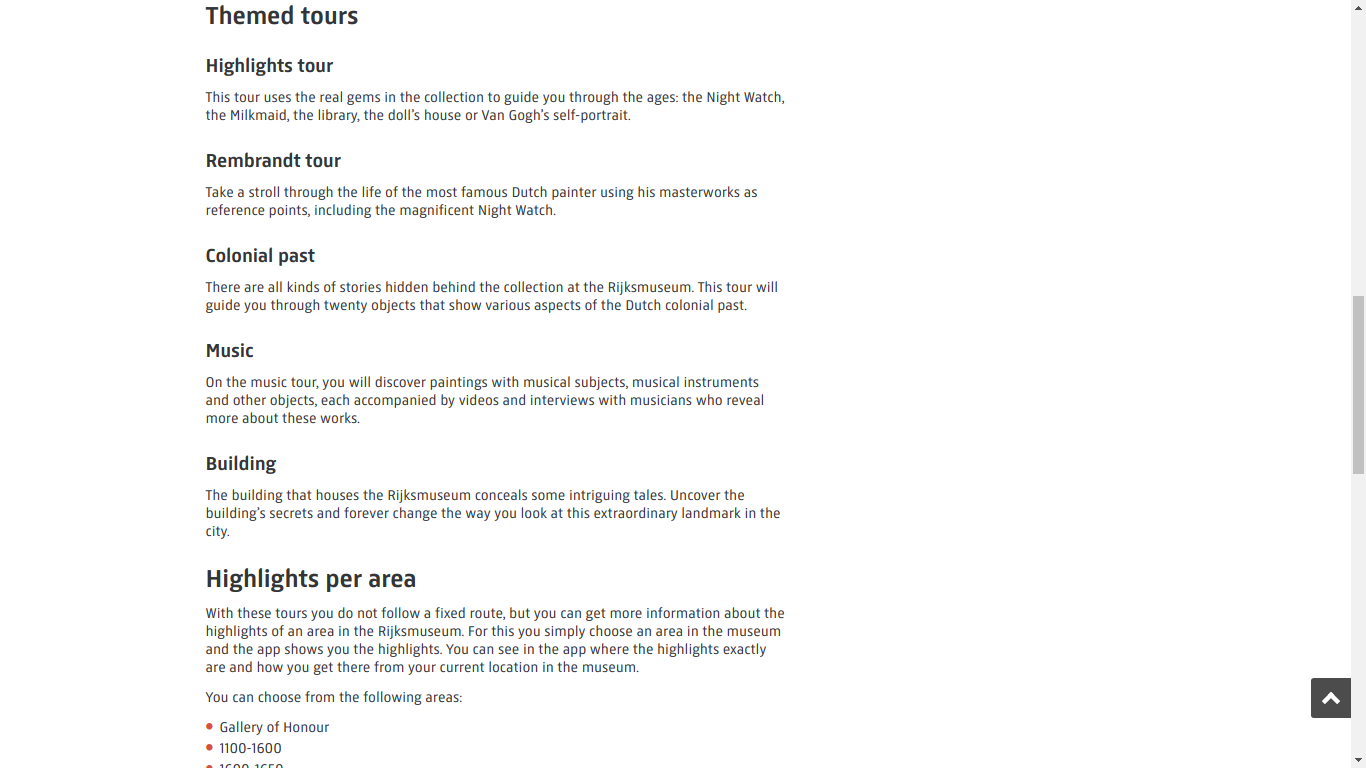 Themed tours
Highlights tour
This tour uses the real gems in the collection to guide you through the ages: the Night Watch,
the Milkmaid, the library, the doll's house or Van Gogh's self-portrait.
Rembrandt tour
Take a stroll through the life of the most famous Dutch painter using his masterworks as
reference points, including the magnificent Night Watch.
Colonial past
There are all kinds of stories hidden behind the collection at the Rijksmuseum. This tour will
guide you through twenty objects that show various aspects of the Dutch colonial past.
Music
On the music tour, you will discover paintings with musical subjects, musical instruments
and other objects, each accompanied by videos and interviews with musicians who reveal
more about these works.
Building
The building that houses the Rijksmuseum conceals some intriguing tales. Uncover the
building's secrets and forever change the way you look at this extraordinary landmark in the
city.
Highlights per area
With these tours you do not follow a fixed route, but you can get more information about the
highlights of an area in the Rijksmuseum. For this you simply choose an area in the museum
and the app shows you the highlights. You can see in the app where the highlights exactly
are and how you get there from your current location in the museum.
You can choose from the following areas:
Gallery of Honour
1100-1600
1600-1650